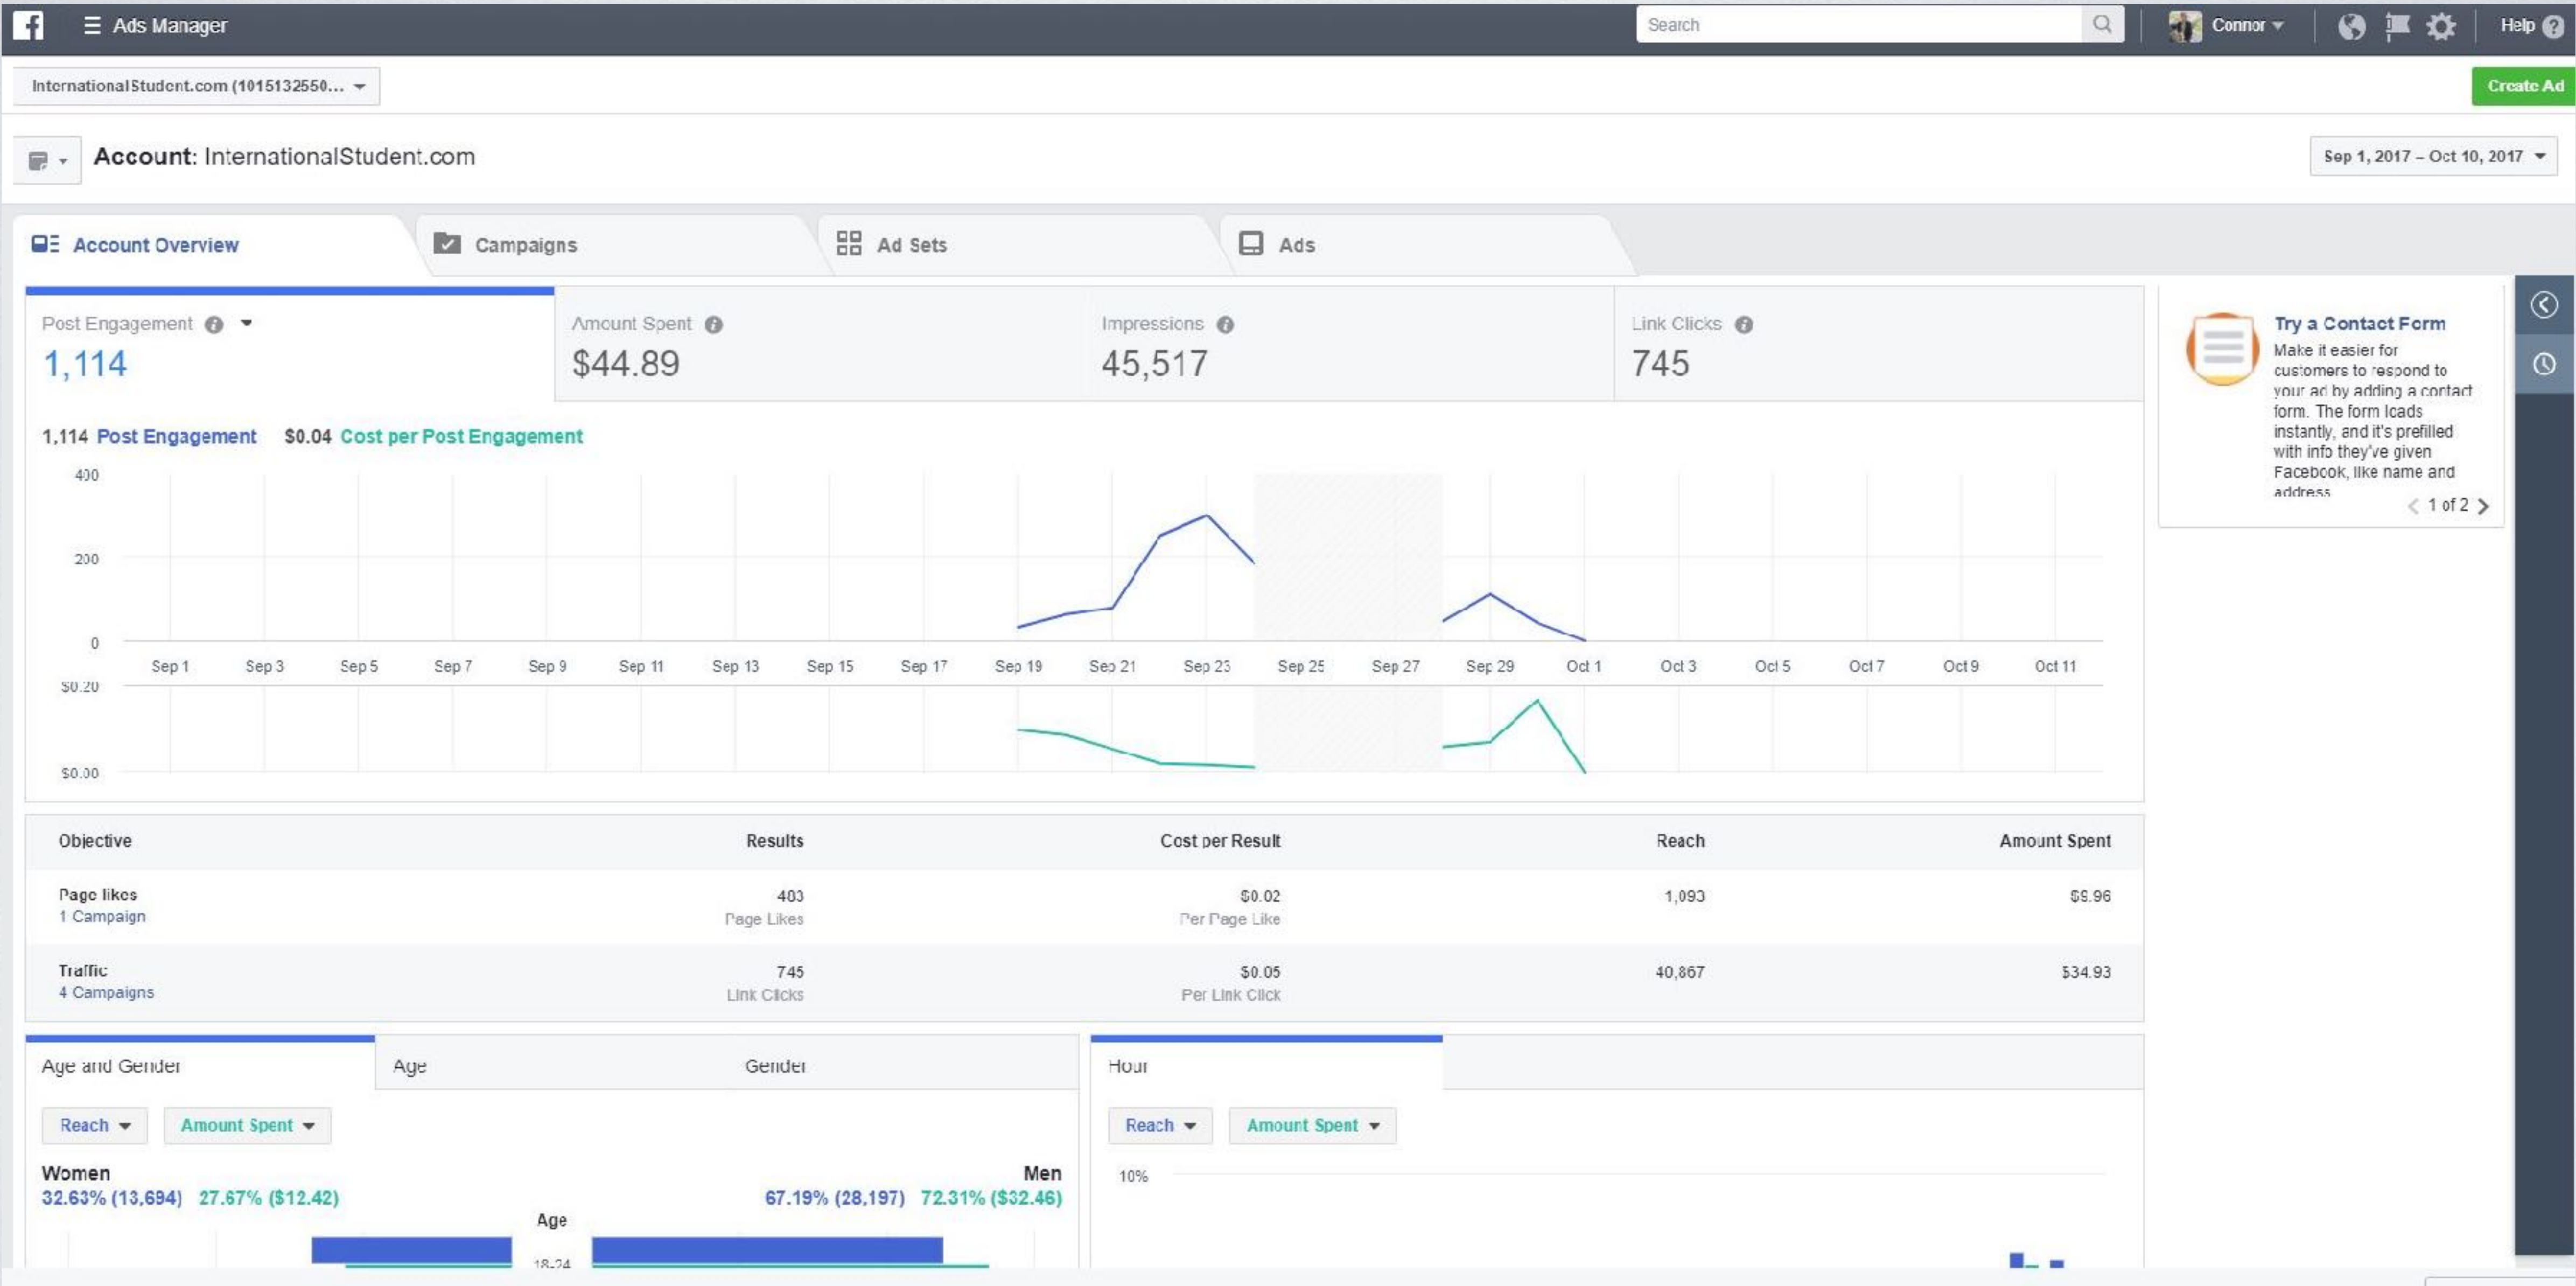 Ads Manager
Search
Connor
Help
InternationalStudent.com (1015132550...
Create Ad
Account: InternationalStudent.com
Sep 1, 2017 – Oct 10, 2017
Account Overview
Campaigns
Ad Sets
Ads
Post Engagement
1,114
Amount Spent
$44.89
Impressions
45,517
Link Clicks
745
Try a Contact Form
Make it easier for
customers to respond to
your ad by adding a contact
form. The form loads
instantly, and it's prefilled
with info they've given
Facebook, like name and
address
1 of 2
1,114 Post Engagement $0.04 Cost per Post Engagement
400
200
0
Sep 1 Sep 3 Sep 5 Sep 7 Sep 9 Sep 11 Sep 13 Sep 15 Sep 17 Sep 19 Sep 21 Sep 23 Sep 25 Sep 27 Sep 29 Oct 1 Oct 3 Oct 5 Oct 7 Oct 9 Oct 11
$0.20
$0.00
Objective Results Cost per Result Reach Amount Spent
Page likes 403 $0.02 1,093 $9.96
1 Campaign Page Likes Per Page Like
Traffic 745 $0.05 40,867 $34.93
4 Campaigns Link Clicks Per Link Click
Age and Gender
Age
Gender
Hour
Reach
Amount Spent
Reach
Amount Spent
Women
32.63% (13,694) 27.67% ($12.42)
Men
67.19% (28,197) 72.31% ($32.46)
Age
18-24
10%